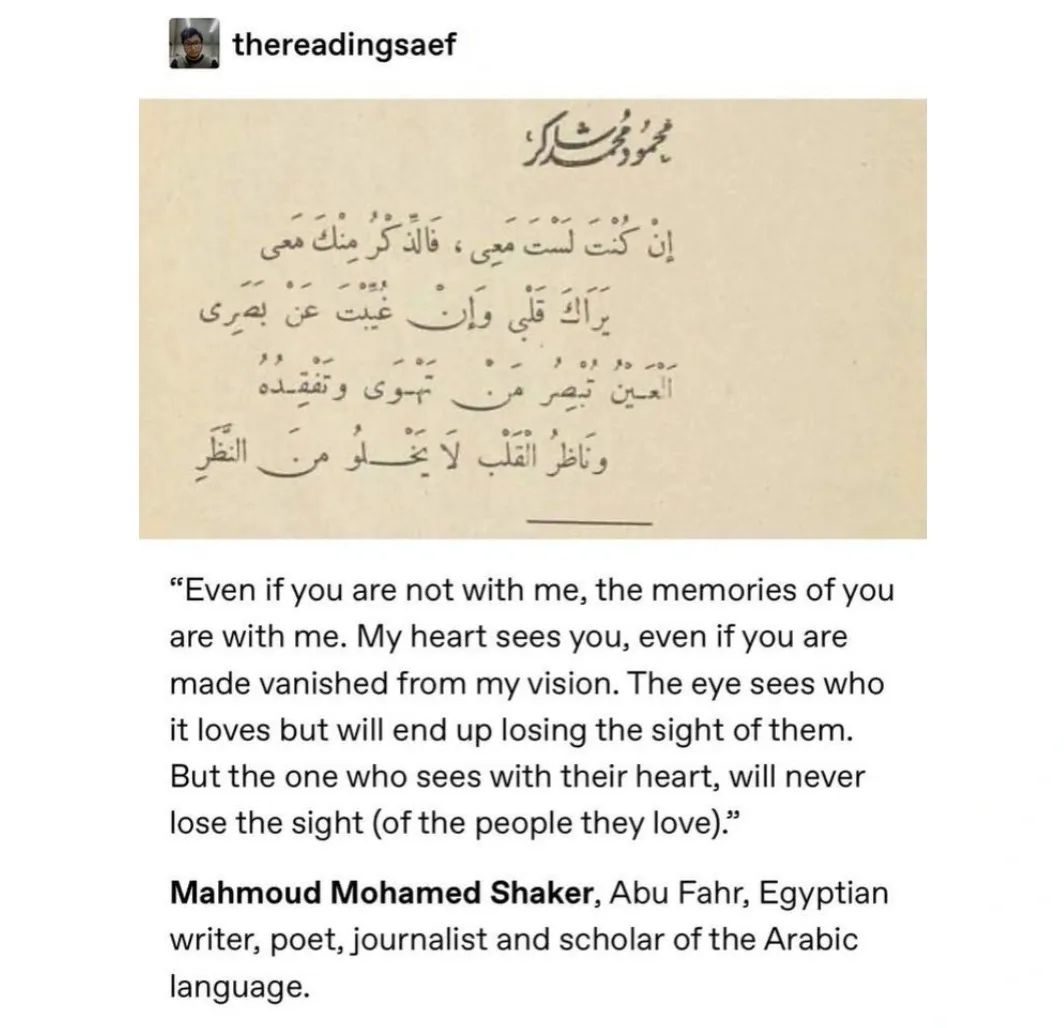 thereadingsaef
محمود محمد شاكر
إِنْ كُنْتَ لَسْتَ مَعِى ، فَالذِّكْرُ مِنْكَ مَعى
يَرَاكَ قَلْبِي وَإِنْ غُيِّبْتَ عَنْ بَصَرِى
الْعَيْنُ تُبْصِرُ مَنْ تَهْوَى وتَفْقِدُهُ
ونَاظرُ الْقَلْبِ لَا يَخْلُو مِنَ النَّظَرِ
“Even if you are not with me, the memories of you
are with me. My heart sees you, even if you are
made vanished from my vision. The eye sees who
it loves but will end up losing the sight of them.
But the one who sees with their heart, will never
lose the sight (of the people they love).”
Mahmoud Mohamed Shaker, Abu Fahr, Egyptian
writer, poet, journalist and scholar of the Arabic
language.